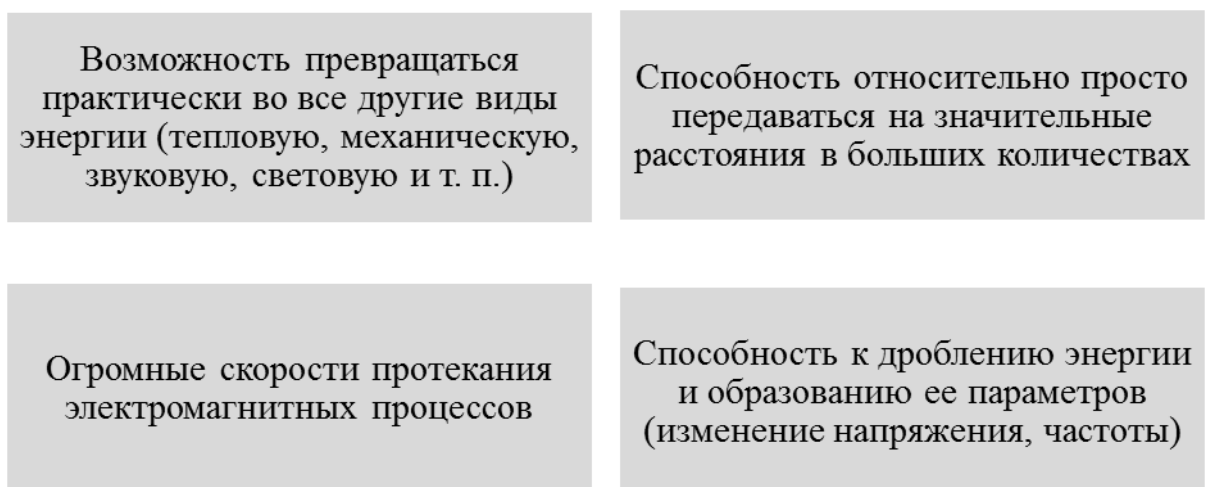 Возможность превращаться
практически во все другие виды
энергии (тепловую, механическую,
звуковую, световую и т. п.)
Способность относительно просто
передаваться на значительные
расстояния в больших количествах
Огромные скорости протекания
электромагнитных процессов
Способность к дроблению энергии
и образованию ее параметров
(изменение напряжения, частоты)